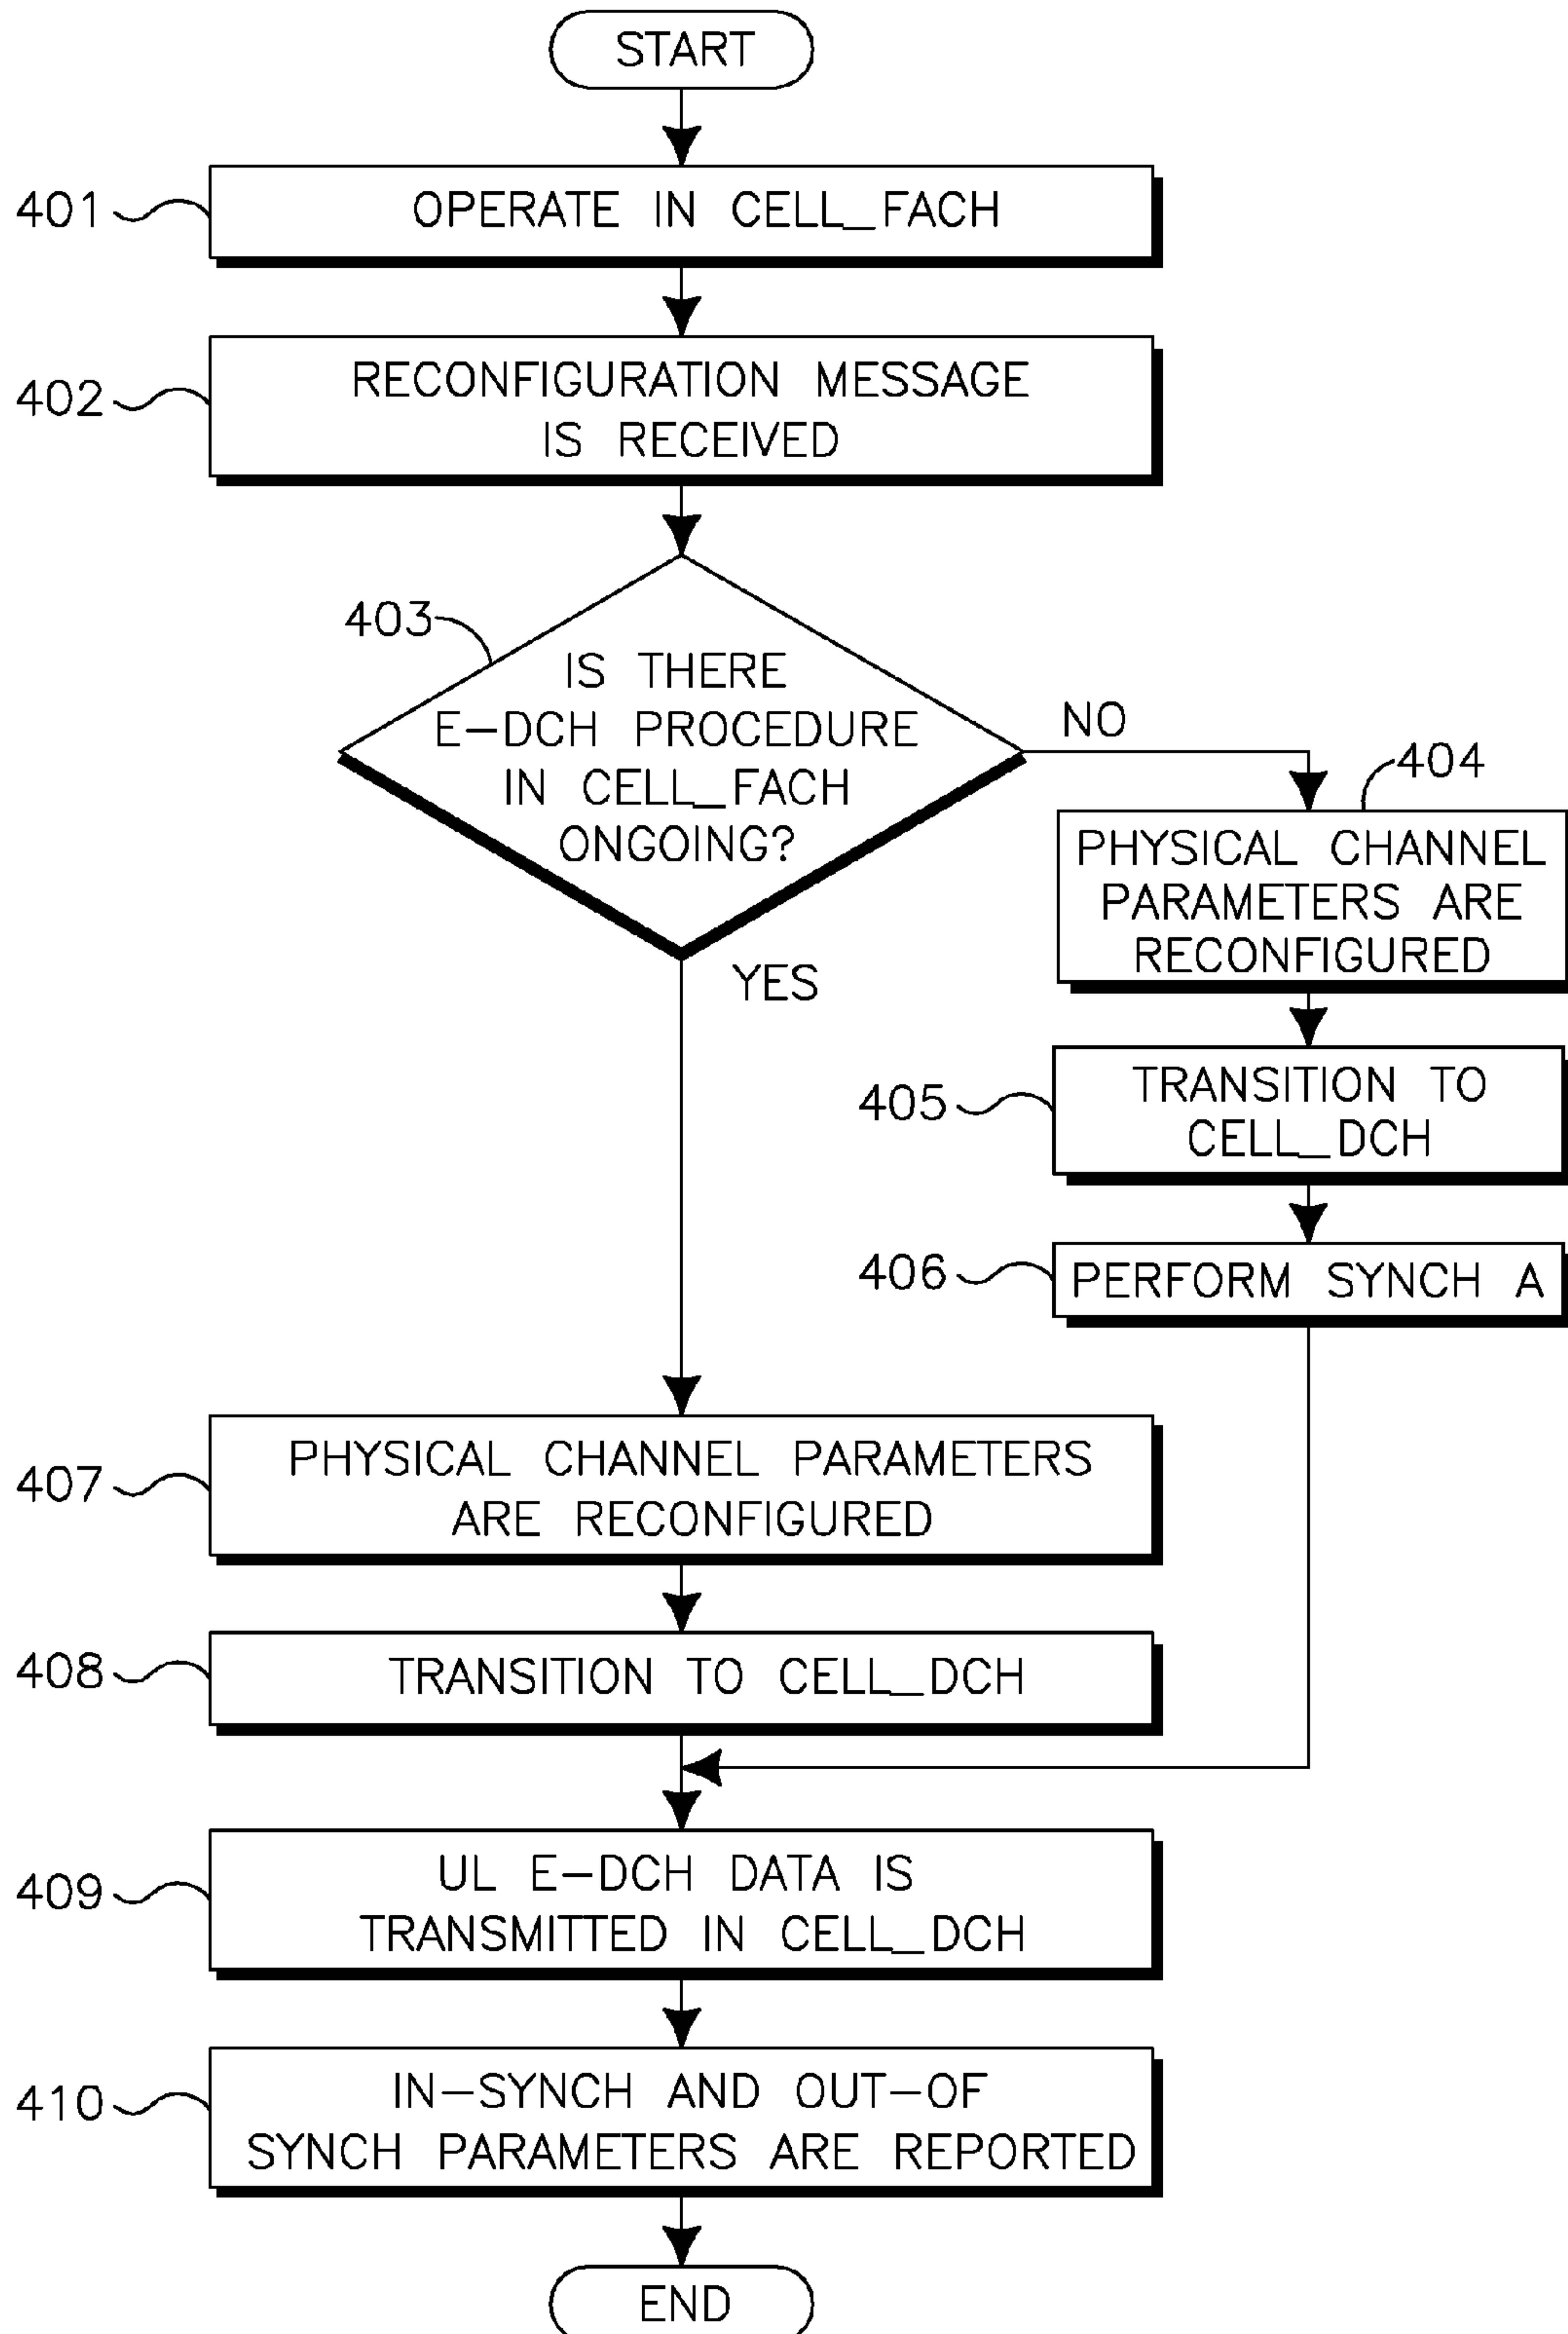 START
401
OPERATE IN CELL_FACH
402
RECONFIGURATION MESSAGE
IS RECEIVED
403
IS THERE
E-DCH PROCEDURE
IN CELL_FACH
ONGOING?
NO
YES
404
PHYSICAL CHANNEL
PARAMETERS ARE
RECONFIGURED
405
TRANSITION TO
CELL_DCH
406
PERFORM SYNCH A
407
PHYSICAL CHANNEL PARAMETERS
ARE RECONFIGURED
408
TRANSITION TO CELL_DCH
409
UL E-DCH DATA IS
TRANSMITTED IN CELL_DCH
410
IN-SYNCH AND OUT-OF
SYNCH PARAMETERS ARE REPORTED
END